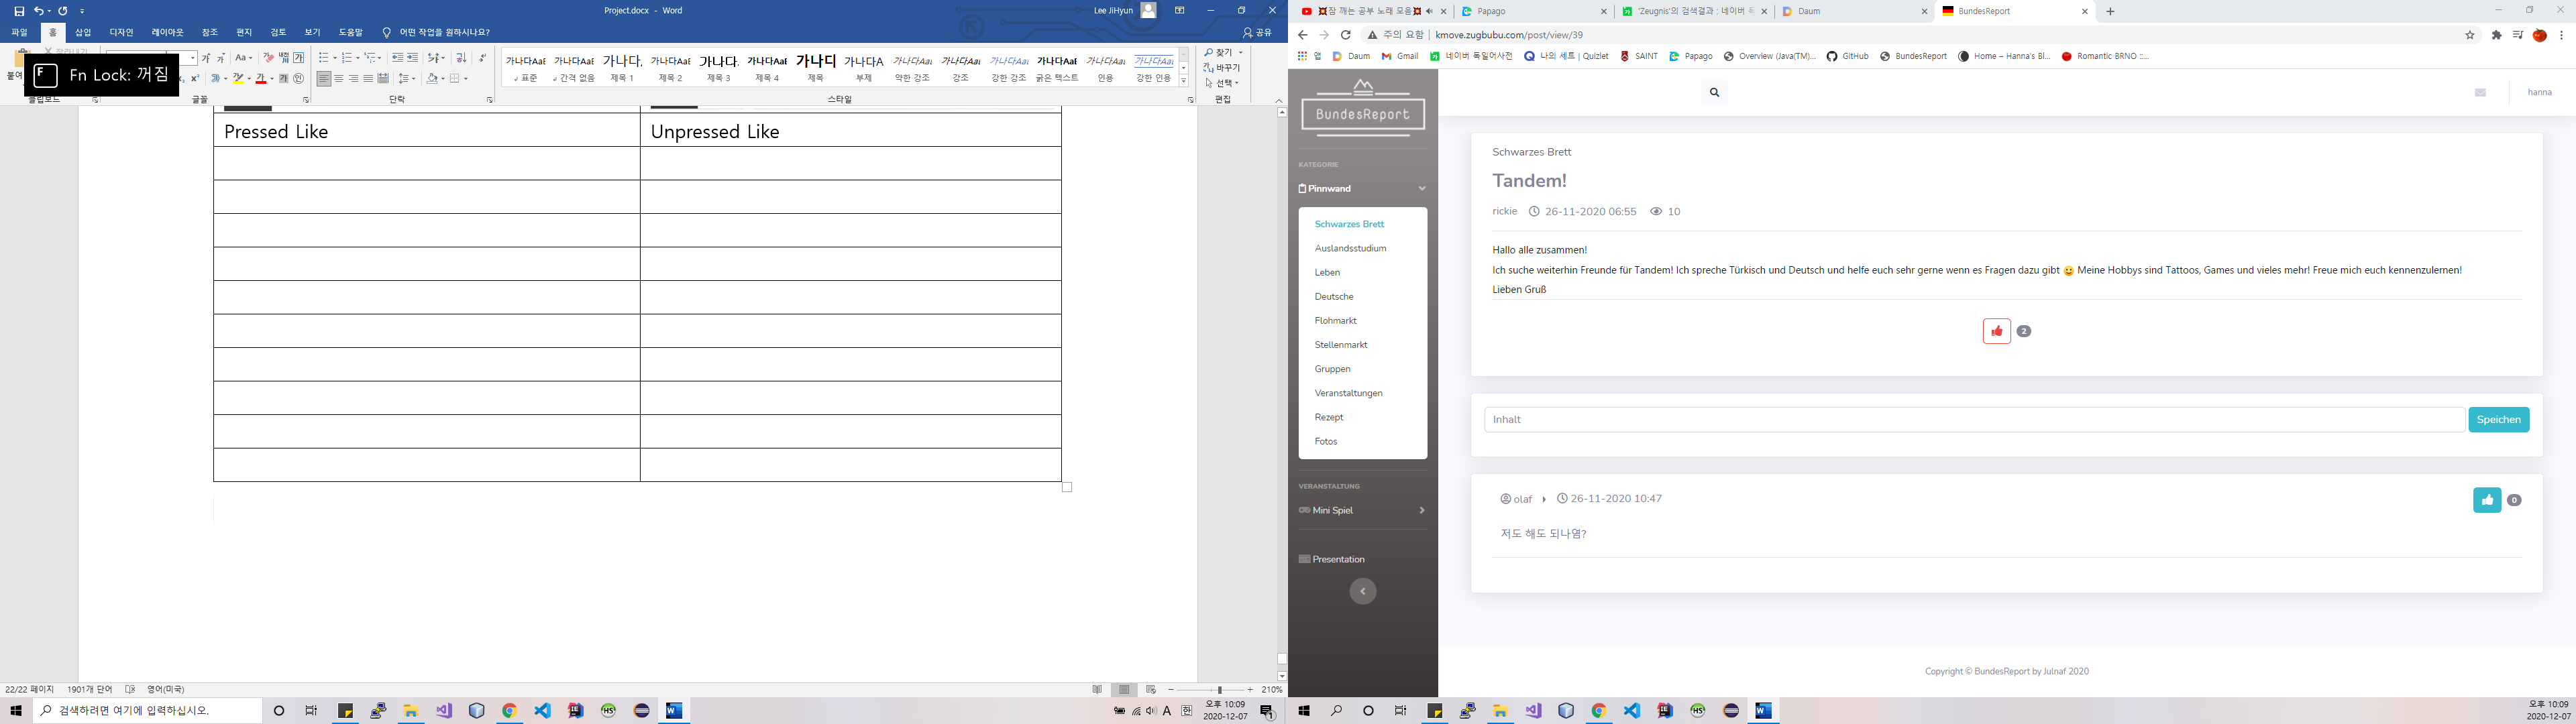 Project.docx - Word
Lee JiHyun
파일 홈 삽입 디자인 레이아웃 참조 편지 검토 보기 도움말 어떤 작업을 원하시나요? 공유
Fn Lock: 꺼짐
가나다AaBb 가나다AaBb 가나다, 가나다AaBb 가나다. 가나다AaBb 가나다 가나다A 가나다Aa 가나다Aa 가나다Aa 가나다AaB 가나다Aa 가나다Aa
표준 간격 없음 제목 1 제목 2 제목 3 제목 4 제목 부제 약한 강조 강조 강한 강조 굵은 텍스트 인용 강한 인용
찾기
바꾸기
선택
클립보드 글꼴 단락 스타일 편집
Pressed Like Unpressed Like
22/22 페이지 1901개 단어 영어(미국) 210%
검색하려면 여기에 입력하십시오.
A 한 오후 10:09
2020-12-07
잠 깨는 공부 노래 모음
Papago
'Zeugnis'의 검색결과 : 네이버
Daum
BundesReport
주의 요함 kmove.zugbubu.com/post/view/39
앱 Daum Gmail 네이버 독일어사전 나의 세트 | Quizlet SAINT Papago Overview (Java(TM)... GitHub BundesReport Home – Hanna's Bl... Romantic BRNO ::...
BundesReport
hanna
KATEGORIE
Pinnwand
Schwarzes Brett
Auslandsstudium
Leben
Deutsche
Flohmarkt
Stellenmarkt
Gruppen
Veranstaltungen
Rezept
Fotos
VERANSTALTUNG
Mini Spiel
Presentation
Schwarzes Brett
Tandem!
rickie 26-11-2020 06:55 10
Hallo alle zusammen!
Ich suche weiterhin Freunde für Tandem! Ich spreche Türkisch und Deutsch und helfe euch sehr gerne wenn es Fragen dazu gibt 😀 Meine Hobbys sind Tattoos, Games und vieles mehr! Freue mich euch kennenzulernen!
Lieben Gruß
2
Inhalt Speichen
olaf 26-11-2020 10:47 0
저도 해도 되나염?
Copyright © BundesReport by Julnaf 2020
오후 10:09
2020-12-07